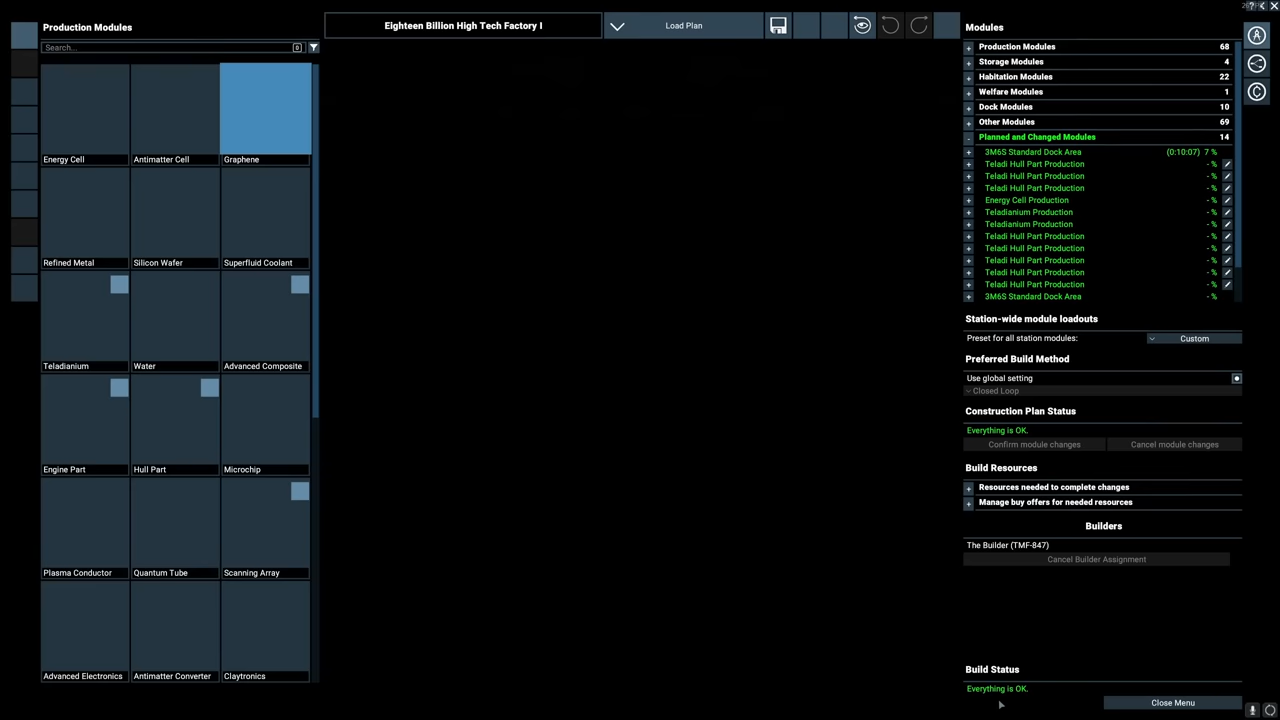 Production Modules
Search...
Energy Cell
Antimatter Cell
Graphene
Refined Metal
Silicon Wafer
Superfluid Coolant
Teladianium
Water
Advanced Composite
Engine Part
Hull Part
Microchip
Plasma Conductor
Quantum Tube
Scanning Array
Advanced Electronics
Antimatter Converter
Claytronics
Eighteen Billion High Tech Factory I
Load Plan
Modules
Production Modules 68
Storage Modules 4
Habitation Modules 22
Welfare Modules 1
Dock Modules 10
Other Modules 69
Planned and Changed Modules 14
3M6S Standard Dock Area (0:10:07) 7 %
Teladi Hull Part Production - %
Teladi Hull Part Production - %
Teladi Hull Part Production - %
Energy Cell Production - %
Teladianium Production - %
Teladianium Production - %
Teladi Hull Part Production - %
Teladi Hull Part Production - %
Teladi Hull Part Production - %
Teladi Hull Part Production - %
Teladi Hull Part Production - %
3M6S Standard Dock Area - %
Station-wide module loadouts
Preset for all station modules: Custom
Preferred Build Method
Use global setting
Closed Loop
Construction Plan Status
Everything is OK.
Confirm module changes Cancel module changes
Build Resources
Resources needed to complete changes
Manage buy offers for needed resources
Builders
The Builder (TMF-847)
Cancel Builder Assignment
Build Status
Everything is OK.
Close Menu